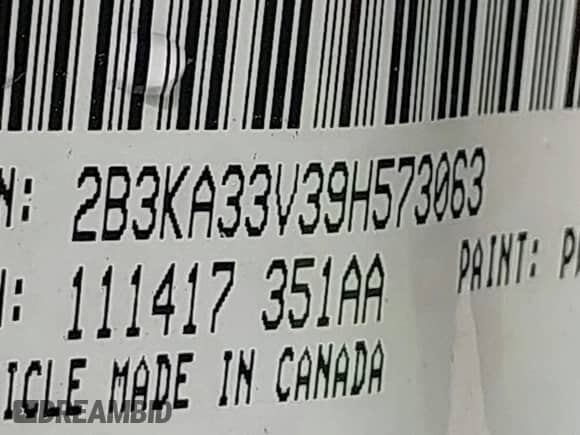 N: 2B3KA33V39H573063
: 111417 351AA PAINT: P
ICLE MADE IN CANADA
DREAMBID